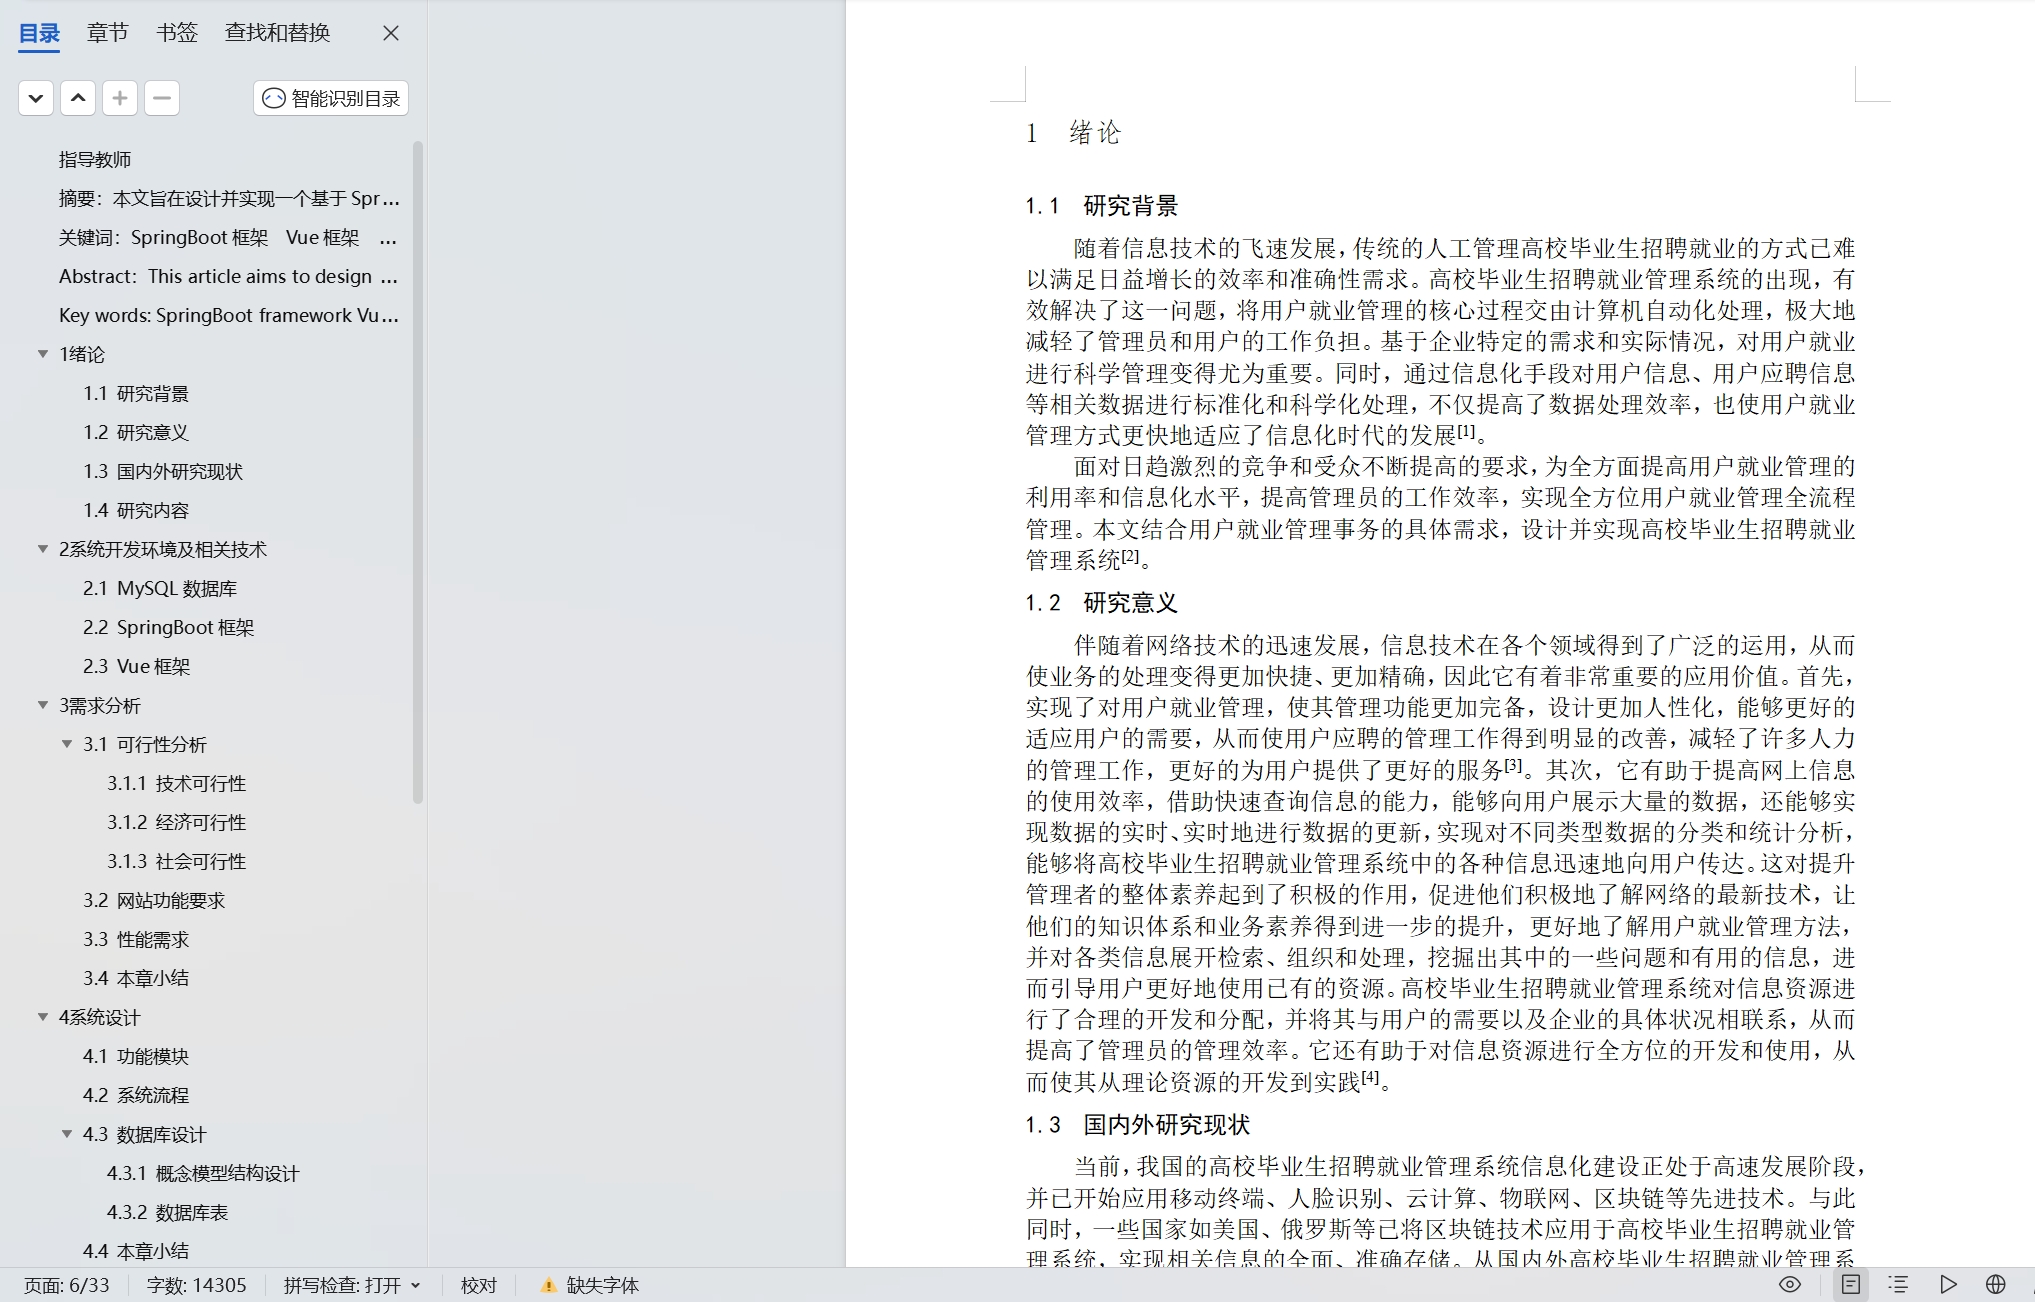 目录 章节 书签 查找和替换
智能识别目录
指导教师
摘要：本文旨在设计并实现一个基于 Spr...
关键词：SpringBoot 框架 Vue 框架 ...
Abstract：This article aims to design ...
Key words: SpringBoot framework Vu...
1绪论
1.1 研究背景
1.2 研究意义
1.3 国内外研究现状
1.4 研究内容
2系统开发环境及相关技术
2.1 MySQL 数据库
2.2 SpringBoot 框架
2.3 Vue 框架
3需求分析
3.1 可行性分析
3.1.1 技术可行性
3.1.2 经济可行性
3.1.3 社会可行性
3.2 网站功能要求
3.3 性能需求
3.4 本章小结
4系统设计
4.1 功能模块
4.2 系统流程
4.3 数据库设计
4.3.1 概念模型结构设计
4.3.2 数据库表
4.4 本章小结
1 绪论
1.1 研究背景
随着信息技术的飞速发展，传统的人工管理高校毕业生招聘就业的方式已难
以满足日益增长的效率和准确性需求。高校毕业生招聘就业管理系统的出现，有
效解决了这一问题，将用户就业管理的核心过程交由计算机自动化处理，极大地
减轻了管理员和用户的工作负担。基于企业特定的需求和实际情况，对用户就业
进行科学管理变得尤为重要。同时，通过信息化手段对用户信息、用户应聘信息
等相关数据进行标准化和科学化处理，不仅提高了数据处理效率，也使用户就业
管理方式更快地适应了信息化时代的发展[1]。
面对日趋激烈的竞争和受众不断提高的要求，为全方面提高用户就业管理的
利用率和信息化水平，提高管理员的工作效率，实现全方位用户就业管理全流程
管理。本文结合用户就业管理事务的具体需求，设计并实现高校毕业生招聘就业
管理系统[2]。
1.2 研究意义
伴随着网络技术的迅速发展，信息技术在各个领域得到了广泛的运用，从而
使业务的处理变得更加快捷、更加精确，因此它有着非常重要的应用价值。首先，
实现了对用户就业管理，使其管理功能更加完备，设计更加人性化，能够更好的
适应用户的需要，从而使用户应聘的管理工作得到明显的改善，减轻了许多人力
的管理工作，更好的为用户提供了更好的服务[3]。其次，它有助于提高网上信息
的使用效率，借助快速查询信息的能力，能够向用户展示大量的数据，还能够实
现数据的实时、实时地进行数据的更新，实现对不同类型数据的分类和统计分析，
能够将高校毕业生招聘就业管理系统中的各种信息迅速地向用户传达。这对提升
管理者的整体素养起到了积极的作用，促进他们积极地了解网络的最新技术，让
他们的知识体系和业务素养得到进一步的提升，更好地了解用户就业管理方法，
并对各类信息展开检索、组织和处理，挖掘出其中的一些问题和有用的信息，进
而引导用户更好地使用已有的资源。高校毕业生招聘就业管理系统对信息资源进
行了合理的开发和分配，并将其与用户的需要以及企业的具体状况相联系，从而
提高了管理员的管理效率。它还有助于对信息资源进行全方位的开发和使用，从
而使其从理论资源的开发到实践[4]。
1.3 国内外研究现状
当前，我国的高校毕业生招聘就业管理系统信息化建设正处于高速发展阶段，
并已开始应用移动终端、人脸识别、云计算、物联网、区块链等先进技术。与此
同时，一些国家如美国、俄罗斯等已将区块链技术应用于高校毕业生招聘就业管
理系统，实现相关信息的全面、准确存储。从国内外高校毕业生招聘就业管理系
页面: 6/33 字数: 14305 拼写检查: 打开 校对 缺失字体